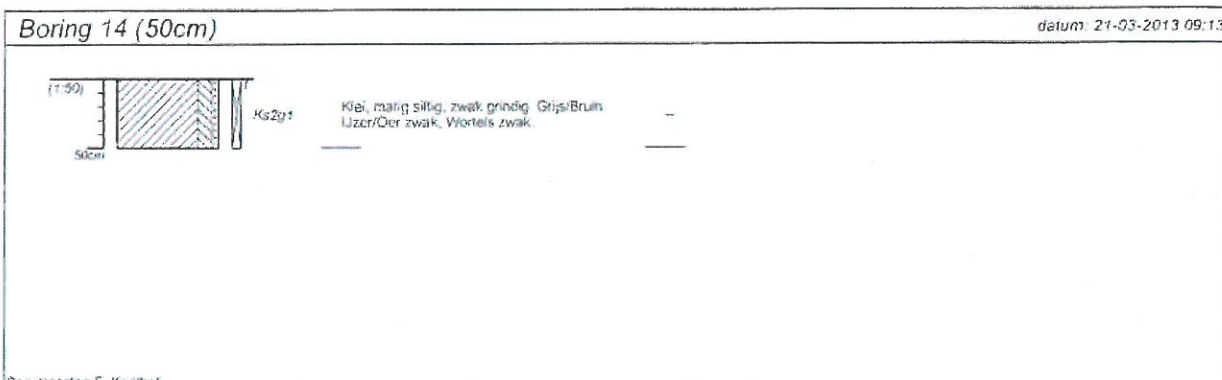 Boring 14 (50cm)
datum: 21-03-2013 09:13
(1:50)
1
Ks2g1
Klei, matig siltig, zwak grindig. Grijs/Bruin.
IJzer/Oer zwak, Wortels zwak.
50cm